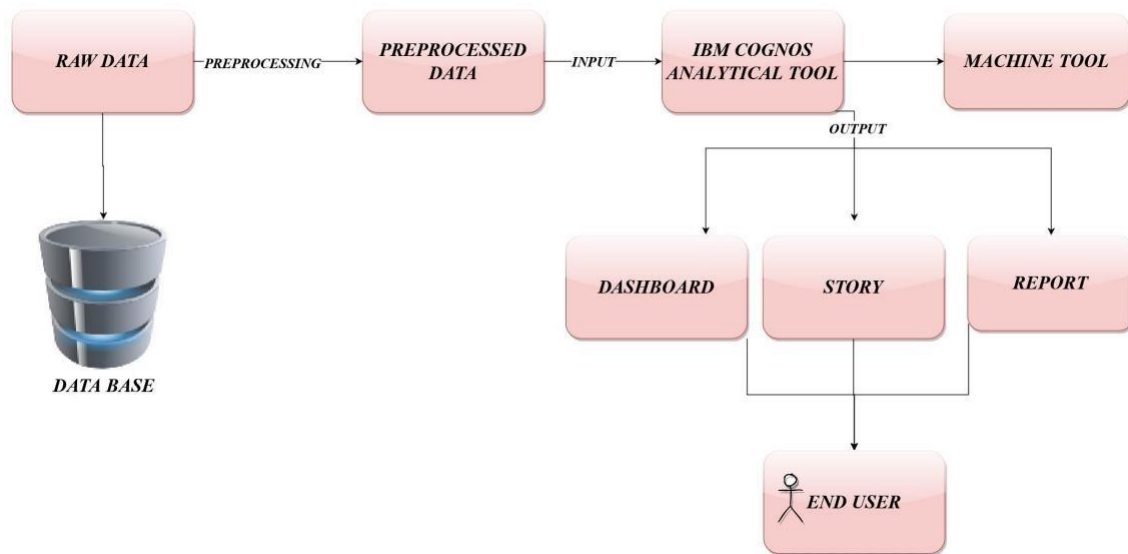 RAW DATA
PREPROCESSING
PREPROCESSED
DATA
INPUT
IBM COGNOS
ANALYTICAL TOOL
MACHINE TOOL
OUTPUT
DASHBOARD
STORY
REPORT
DATA BASE
END USER